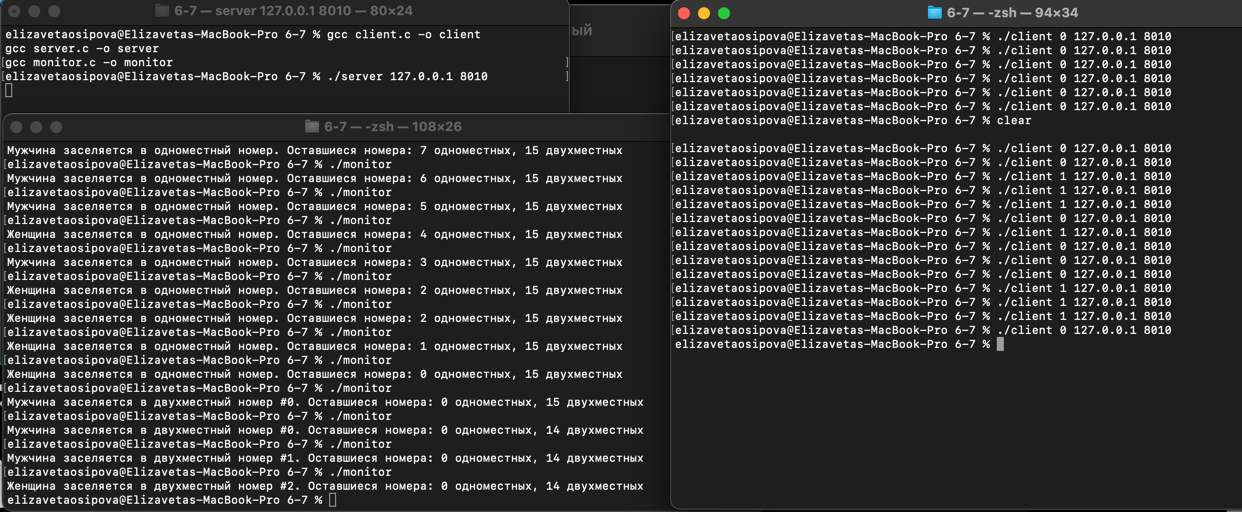 6-7 — server 127.0.0.1 8010 — 80×24
elizavetaosipova@Elizavetas-MacBook-Pro 6-7 % gcc client.c -o client
gcc server.c -o server
gcc monitor.c -o monitor
[elizavetaosipova@Elizavetas-MacBook-Pro 6-7 % ./server 127.0.0.1 8010 ]
ый
6-7 — -zsh — 108×26
Мужчина заселяется в одноместный номер. Оставшиеся номера: 7 одноместных, 15 двухместных
[elizavetaosipova@Elizavetas-MacBook-Pro 6-7 % ./monitor
Мужчина заселяется в одноместный номер. Оставшиеся номера: 6 одноместных, 15 двухместных
[elizavetaosipova@Elizavetas-MacBook-Pro 6-7 % ./monitor
Мужчина заселяется в одноместный номер. Оставшиеся номера: 5 одноместных, 15 двухместных
[elizavetaosipova@Elizavetas-MacBook-Pro 6-7 % ./monitor
Женщина заселяется в одноместный номер. Оставшиеся номера: 4 одноместных, 15 двухместных
[elizavetaosipova@Elizavetas-MacBook-Pro 6-7 % ./monitor
Мужчина заселяется в одноместный номер. Оставшиеся номера: 3 одноместных, 15 двухместных
[elizavetaosipova@Elizavetas-MacBook-Pro 6-7 % ./monitor
Женщина заселяется в одноместный номер. Оставшиеся номера: 2 одноместных, 15 двухместных
[elizavetaosipova@Elizavetas-MacBook-Pro 6-7 % ./monitor
Женщина заселяется в одноместный номер. Оставшиеся номера: 2 одноместных, 15 двухместных
[elizavetaosipova@Elizavetas-MacBook-Pro 6-7 % ./monitor
Женщина заселяется в одноместный номер. Оставшиеся номера: 1 одноместных, 15 двухместных
[elizavetaosipova@Elizavetas-MacBook-Pro 6-7 % ./monitor
Женщина заселяется в одноместный номер. Оставшиеся номера: 0 одноместных, 15 двухместных
[elizavetaosipova@Elizavetas-MacBook-Pro 6-7 % ./monitor
Мужчина заселяется в двухместный номер #0. Оставшиеся номера: 0 одноместных, 15 двухместных
[elizavetaosipova@Elizavetas-MacBook-Pro 6-7 % ./monitor
Мужчина заселяется в двухместный номер #0. Оставшиеся номера: 0 одноместных, 14 двухместных
[elizavetaosipova@Elizavetas-MacBook-Pro 6-7 % ./monitor
Мужчина заселяется в двухместный номер #1. Оставшиеся номера: 0 одноместных, 14 двухместных
[elizavetaosipova@Elizavetas-MacBook-Pro 6-7 % ./monitor
Женщина заселяется в двухместный номер #2. Оставшиеся номера: 0 одноместных, 14 двухместных
elizavetaosipova@Elizavetas-MacBook-Pro 6-7 %
6-7 — -zsh — 94×34
[elizavetaosipova@Elizavetas-MacBook-Pro 6-7 % ./client 0 127.0.0.1 8010
[elizavetaosipova@Elizavetas-MacBook-Pro 6-7 % ./client 0 127.0.0.1 8010
[elizavetaosipova@Elizavetas-MacBook-Pro 6-7 % ./client 0 127.0.0.1 8010
[elizavetaosipova@Elizavetas-MacBook-Pro 6-7 % ./client 0 127.0.0.1 8010
[elizavetaosipova@Elizavetas-MacBook-Pro 6-7 % ./client 0 127.0.0.1 8010
[elizavetaosipova@Elizavetas-MacBook-Pro 6-7 % ./client 0 127.0.0.1 8010
[elizavetaosipova@Elizavetas-MacBook-Pro 6-7 % clear
[elizavetaosipova@Elizavetas-MacBook-Pro 6-7 % ./client 0 127.0.0.1 8010
[elizavetaosipova@Elizavetas-MacBook-Pro 6-7 % ./client 0 127.0.0.1 8010
[elizavetaosipova@Elizavetas-MacBook-Pro 6-7 % ./client 0 127.0.0.1 8010
[elizavetaosipova@Elizavetas-MacBook-Pro 6-7 % ./client 1 127.0.0.1 8010
[elizavetaosipova@Elizavetas-MacBook-Pro 6-7 % ./client 1 127.0.0.1 8010
[elizavetaosipova@Elizavetas-MacBook-Pro 6-7 % ./client 0 127.0.0.1 8010
[elizavetaosipova@Elizavetas-MacBook-Pro 6-7 % ./client 1 127.0.0.1 8010
[elizavetaosipova@Elizavetas-MacBook-Pro 6-7 % ./client 0 127.0.0.1 8010
[elizavetaosipova@Elizavetas-MacBook-Pro 6-7 % ./client 0 127.0.0.1 8010
[elizavetaosipova@Elizavetas-MacBook-Pro 6-7 % ./client 0 127.0.0.1 8010
[elizavetaosipova@Elizavetas-MacBook-Pro 6-7 % ./client 1 127.0.0.1 8010
[elizavetaosipova@Elizavetas-MacBook-Pro 6-7 % ./client 1 127.0.0.1 8010
[elizavetaosipova@Elizavetas-MacBook-Pro 6-7 % ./client 0 127.0.0.1 8010
elizavetaosipova@Elizavetas-MacBook-Pro 6-7 %